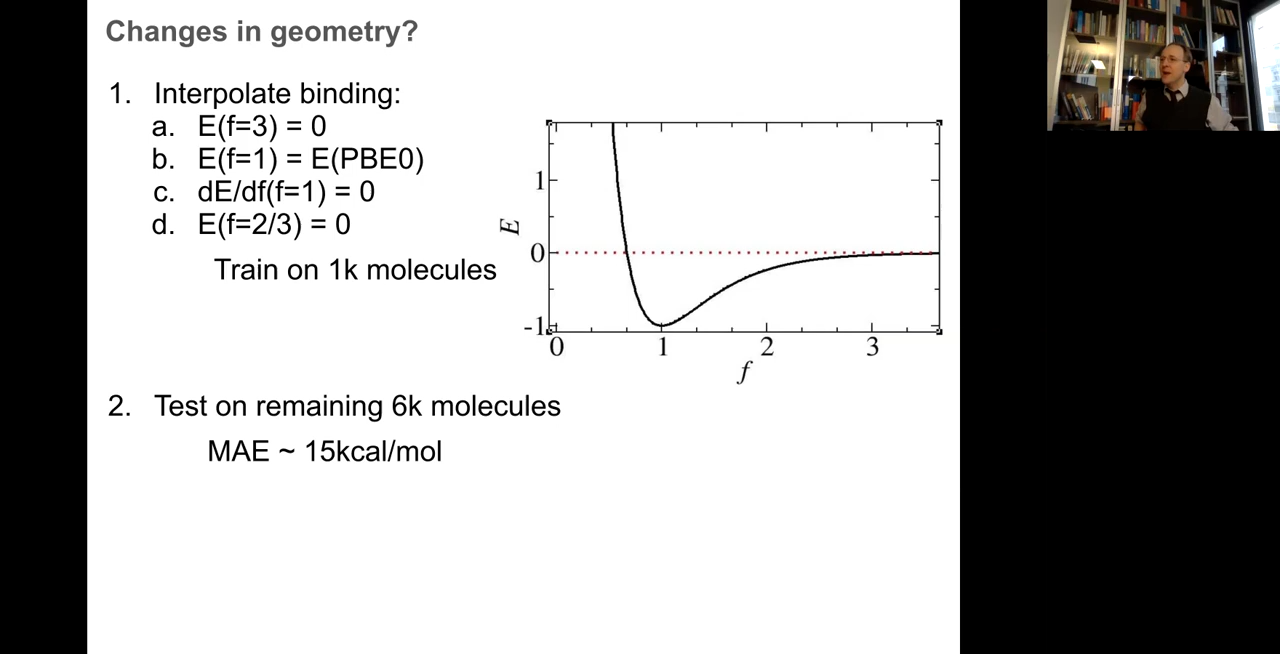 Changes in geometry?
1. Interpolate binding:
a. E(f=3) = 0
b. E(f=1) = E(PBE0)
c. dE/df(f=1) = 0
d. E(f=2/3) = 0
Train on 1k molecules
E
1
0
-1
0 1 2 3
f
2. Test on remaining 6k molecules
MAE ~ 15kcal/mol